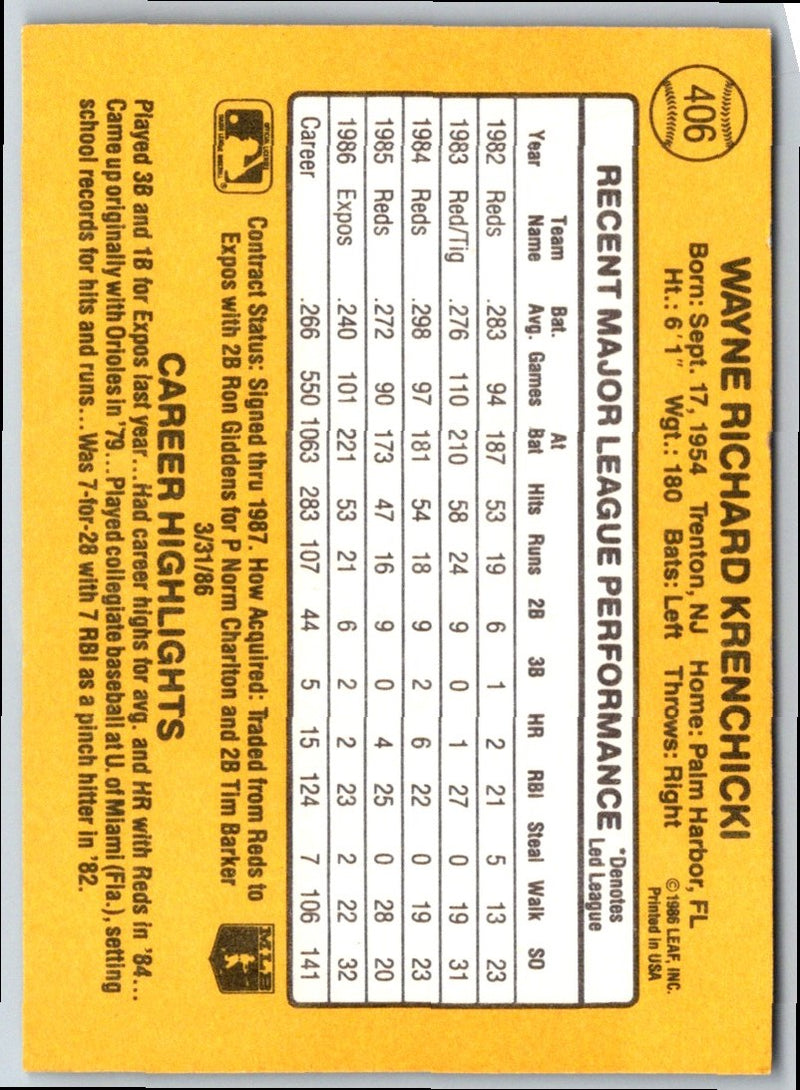 406
WAYNE RICHARD KRENCHICKI
Born: Sept. 17, 1954 Trenton, NJ Home: Palm Harbor, FL
Ht.: 6'1" Wgt.: 180 Bats: Left Throws: Right
©1986 LEAF, INC.
Printed in USA
RECENT MAJOR LEAGUE PERFORMANCE *Denotes
Led League
Team Bat. At
Year Name Avg. Games Bat Hits Runs 2B 3B HR RBI Steal Walk SO
1982 Reds .283 94 187 53 19 6 1 2 21 5 13 23
1983 Red/Tig .276 110 210 58 24 9 0 1 27 0 19 31
1984 Reds .298 97 181 54 18 9 2 6 22 0 19 23
1985 Reds .272 90 173 47 16 9 0 4 25 0 28 20
1986 Expos .240 101 221 53 21 6 2 2 23 2 22 32
Career .266 550 1063 283 107 44 5 15 124 7 106 141
Contract Status: Signed thru 1987. How Acquired: Traded from Reds to
Expos with 2B Ron Giddens for P Norm Charlton and 2B Tim Barker
3/31/86
MLB
CAREER HIGHLIGHTS
Played 3B and 1B for Expos last year...Had career highs for avg. and HR with Reds in '84...
Came up originally with Orioles in '79...Played collegiate baseball at U. of Miami (Fla.), setting
school records for hits and runs...Was 7-for-28 with 7 RBI as a pinch hitter in '82.